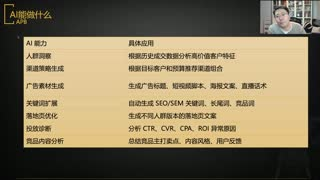 AI能做什么
APB
AI 能力 具体应用
人群洞察 根据历史成交数据分析高价值客户特征
渠道策略生成 根据目标客户和预算推荐渠道组合
广告素材生成 生成广告标题、短视频脚本、海报文案、直播话术
关键词扩展 自动生成 SEO/SEM 关键词、长尾词、竞品词
落地页优化 生成不同人群版本的落地页文案
投放诊断 分析 CTR、CVR、CPA、ROI 异常原因
竞品内容分析 总结竞品主打卖点、内容风格、用户反馈